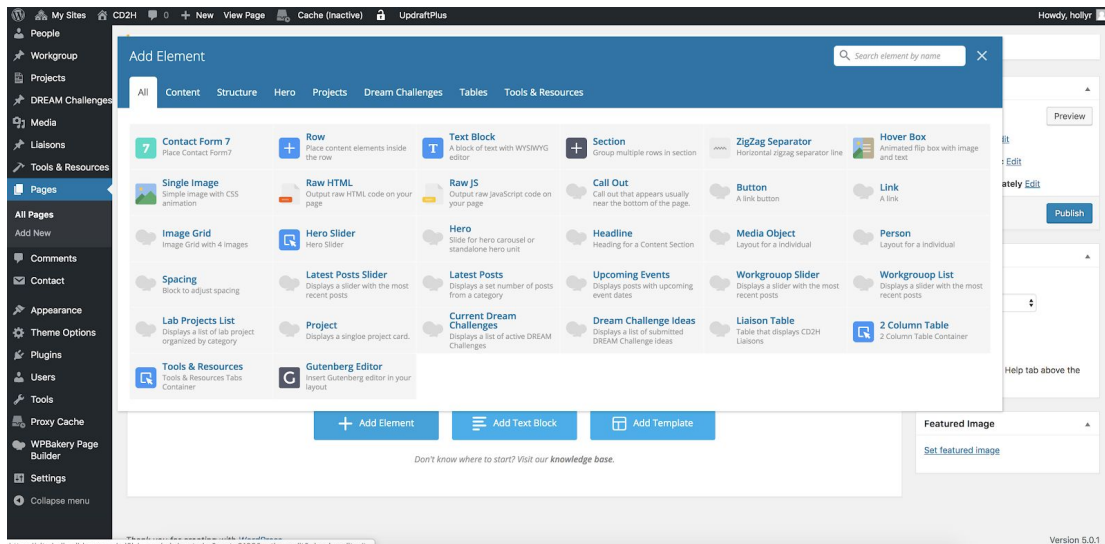 My Sites CD2H 0 + New View Page Cache (Inactive) UpdraftPlus Howdy, hollyr
People
Workgroup
Projects
DREAM Challenges
Media
Liaisons
Tools & Resources
Pages
All Pages
Add New
Comments
Contact
Appearance
Theme Options
Plugins
Users
Tools
Proxy Cache
WPBakery Page
Builder
Settings
Collapse menu
Add Element
Search element by name
All Content Structure Hero Projects Dream Challenges Tables Tools & Resources
7
Contact Form 7
Place Contact Form7
Row
Place content elements inside
the row
T
Text Block
A block of text with WYSIWYG
editor
Section
Group multiple rows in section
ZigZag Separator
Horizontal zigzag separator line
Hover Box
Animated flip box with image
and text
Single Image
Simple image with CSS
animation
Raw HTML
Output raw HTML code on your
page
Raw JS
Output raw JavaScript code on
your page
Call Out
Call out that appears usually
near the bottom of the page.
Button
A link button
Link
A link
Image Grid
Image Grid with 4 images
Hero Slider
Hero Slider
Hero
Slide for hero carousel or
standalone hero unit
Headline
Heading for a Content Section
Media Object
Layout for a individual
Person
Layout for a individual
Spacing
Block to adjust spacing
Latest Posts Slider
Displays a slider with the most
recent posts
Latest Posts
Displays a set number of posts
from a category
Upcoming Events
Displays posts with upcoming
event dates
Workgrouop Slider
Displays a slider with the most
recent posts
Workgrouop List
Displays a slider with the most
recent posts
Lab Projects List
Displays a list of lab project
organized by category
Project
Displays a singloe project card.
Current Dream
Challenges
Displays a list of active DREAM
Challenges
Dream Challenge Ideas
Displays a list of submitted
DREAM Challenge ideas
Liaison Table
Table that displays CD2H
Liaisons
2 Column Table
2 Column Table Container
Tools & Resources
Tools & Resources Tabs
Container
G
Gutenberg Editor
Insert Gutenberg editor in your
layout
+ Add Element
Add Text Block
Add Template
Don't know where to start? Visit our knowledge base.
Preview
Edit
Edit
Publish
Help tab above the
Featured Image
Set featured image
Version 5.0.1